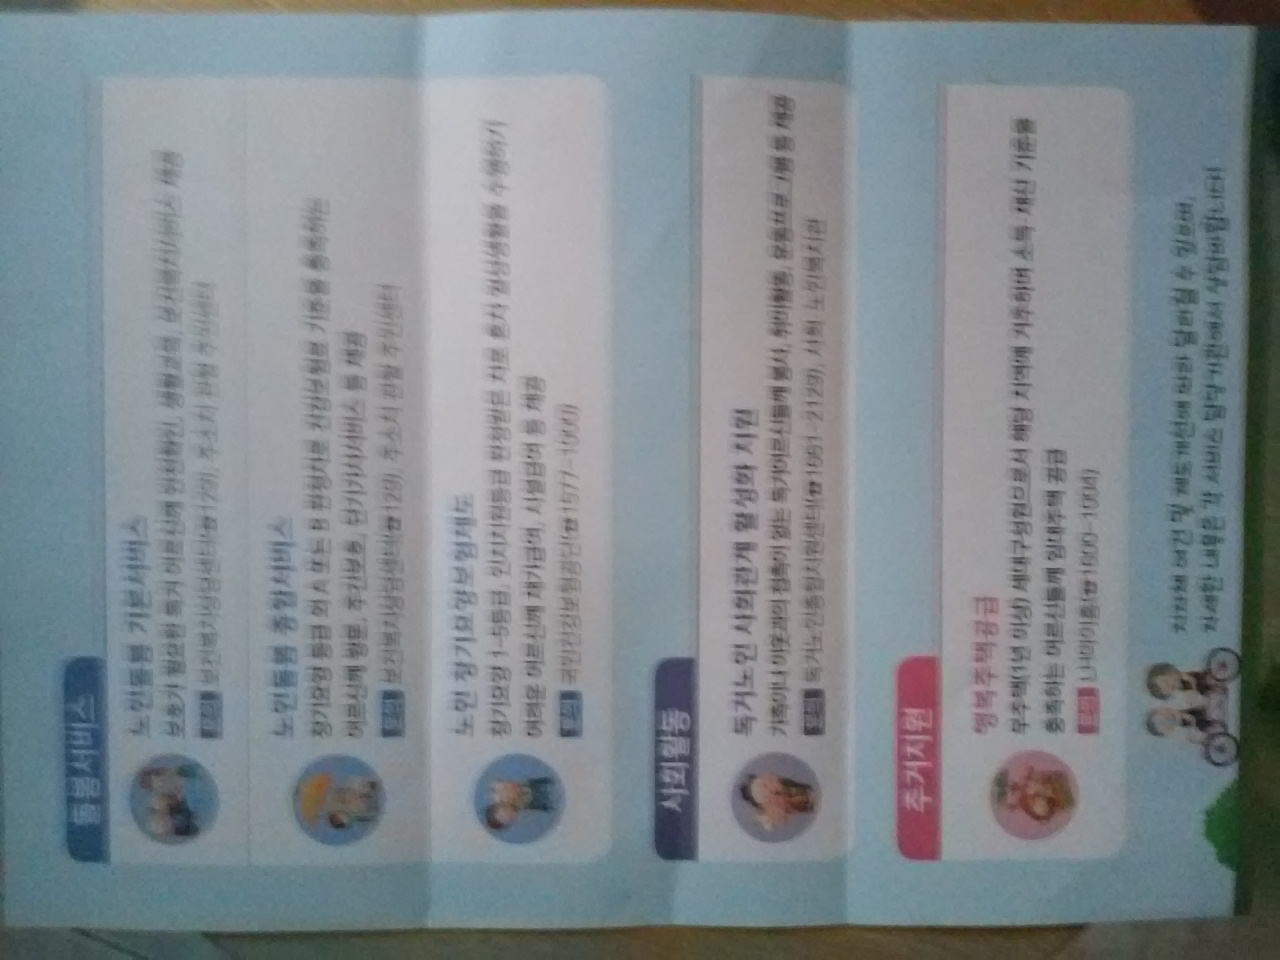 돌봄서비스
노인돌봄 기본서비스
보호가 필요한 독거 어르신께 안전확인, 생활교육, 보건복지서비스 제공
문의 보건복지상담센터(☎129), 주소지 관할 주민센터
노인돌봄 종합서비스
장기요양 등급 외 A 또는 B 판정자로 건강보험료 기준을 충족하는
어르신께 방문, 주간보호, 단기가사서비스 등 제공
문의 보건복지상담센터(☎129), 주소지 관할 주민센터
노인 장기요양보험제도
장기요양 1~5등급, 인지지원등급 판정받은 자로 혼자 일상생활을 수행하기
어려운 어르신께 재가급여, 시설급여 등 제공
문의 국민건강보험공단(☎1577-1000)
사회활동
독거노인 사회관계 활성화 지원
가족이나 이웃과의 접촉이 없는 독거어르신들께 봉사, 취미활동, 모둠프로그램 등 제공
문의 독거노인종합지원센터(☎1661-2129), 사회·노인복지관
주거지원
행복주택공급
무주택(1년 이상) 세대구성원으로서 해당 지역에 거주하며 소득·재산 기준을
충족하는 어르신들께 임대주택 공급
문의 LH마이홈(☎1600-1004)
지자체 여건 및 제도개선에 따라 달라질 수 있으며,
자세한 내용은 각 서비스 담당기관에서 상담바랍니다